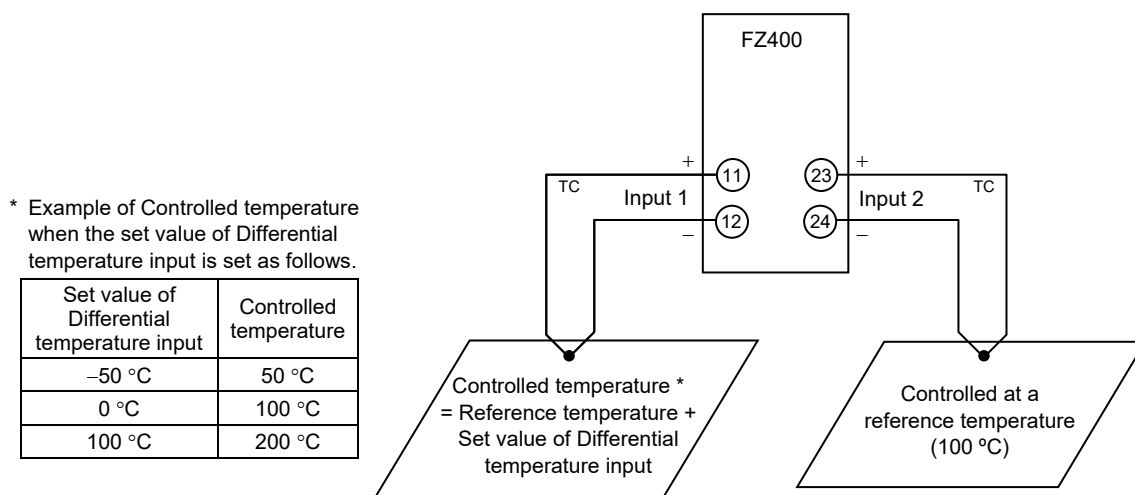 FZ400
+
11
23
+
TC
Input 1
Input 2
TC
12
24
−
−
* Example of Controlled temperature
when the set value of Differential
temperature input is set as follows.
Set value of
Differential
temperature input
Controlled
temperature
−50 °C
50 °C
0 °C
100 °C
100 °C
200 °C
Controlled temperature *
= Reference temperature +
Set value of Differential
temperature input
Controlled at a
reference temperature
(100 ºC)